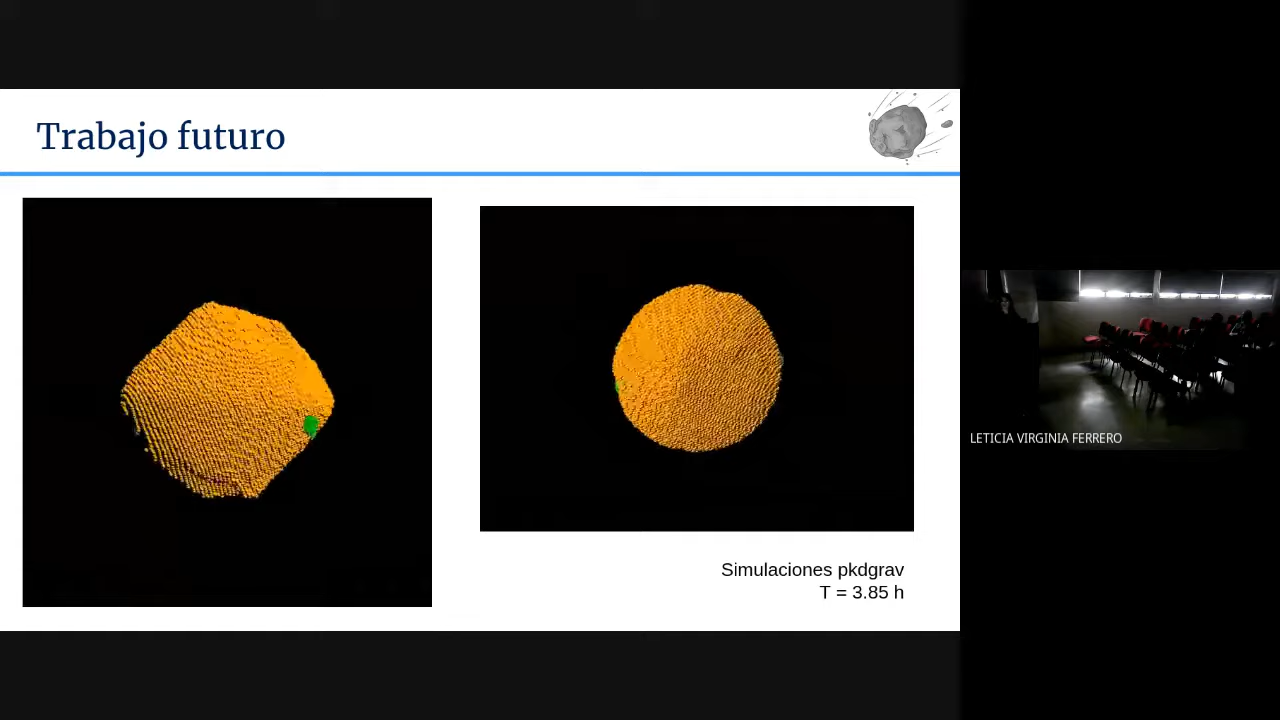 Trabajo futuro
Simulaciones pkdgrav
T = 3.85 h
LETICIA VIRGINIA FERRERO